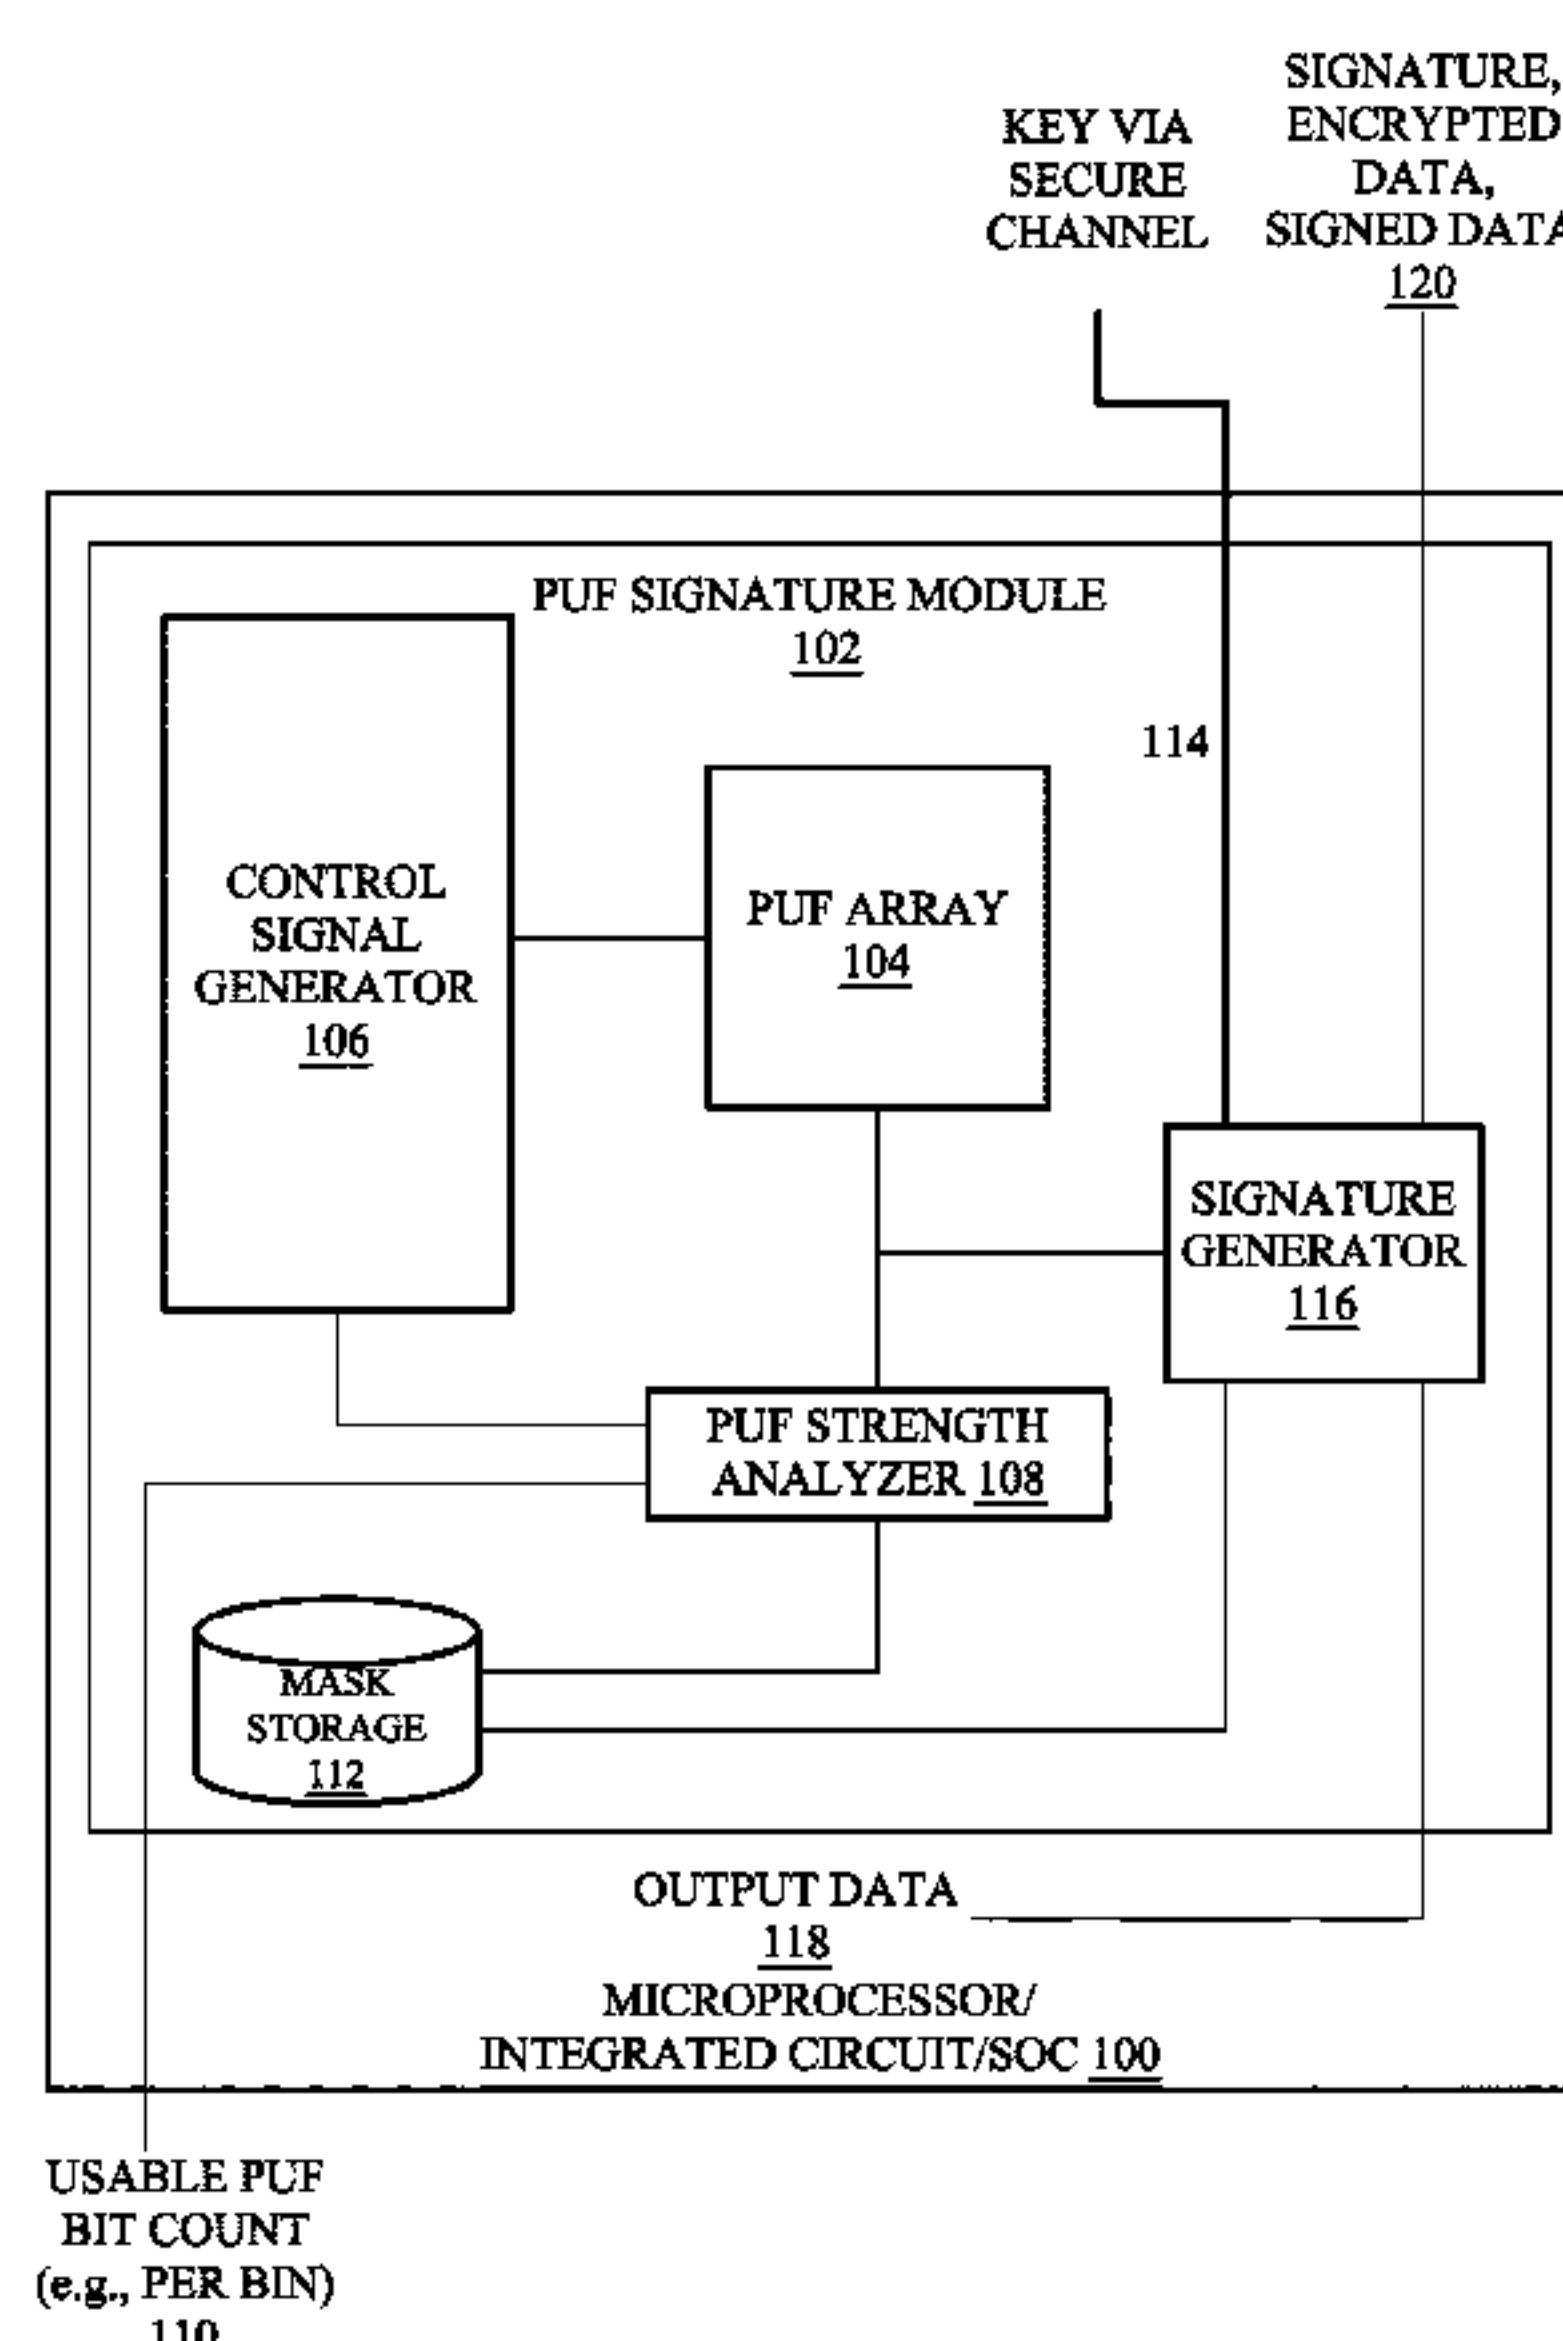 SIGNATURE,
ENCRYPTED
DATA,
SIGNED DATA
120
KEY VIA
SECURE
CHANNEL
PUF SIGNATURE MODULE
102
114
CONTROL
SIGNAL
GENERATOR
106
PUF ARRAY
104
SIGNATURE
GENERATOR
116
PUF STRENGTH
ANALYZER 108
MASK
STORAGE
112
OUTPUT DATA
118
MICROPROCESSOR/
INTEGRATED CIRCUIT/SOC 100
USABLE PUF
BIT COUNT
(e.g., PER BIN)
110